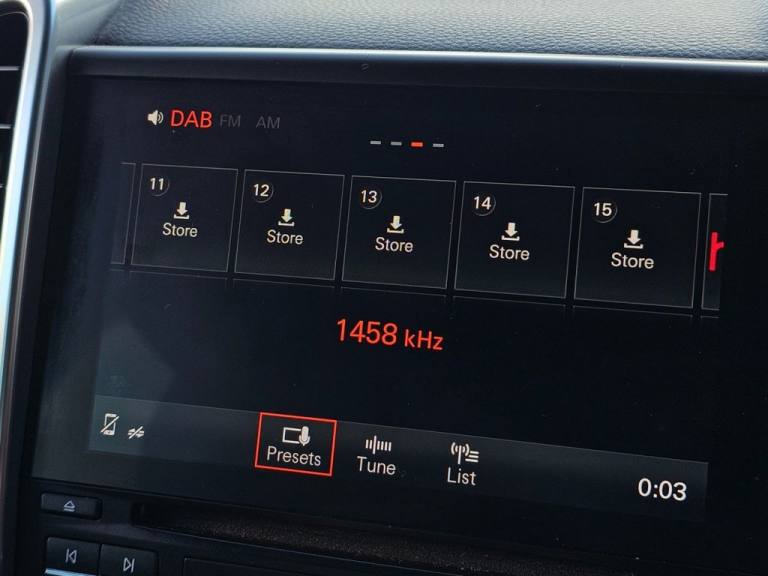 DAB FM AM
11 12 13 14 15
Store Store Store Store Store
1458 kHz
Presets Tune List
0:03